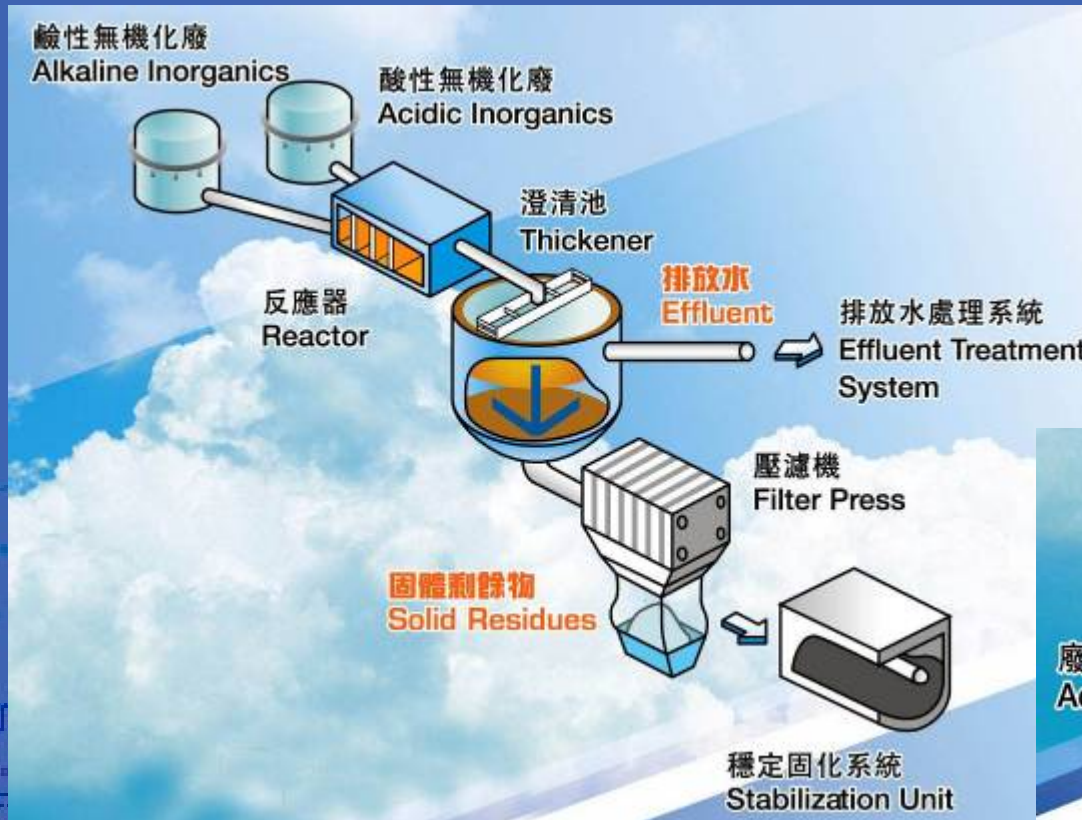 鹼性無機化廢
Alkaline Inorganics
酸性無機化廢
Acidic Inorganics
澄清池
Thickener
反應器
Reactor
排放水
Effluent
排放水處理系統
Effluent Treatment
System
壓濾機
Filter Press
固體剩餘物
Solid Residues
穩定固化系統
Stabilization Unit
廢